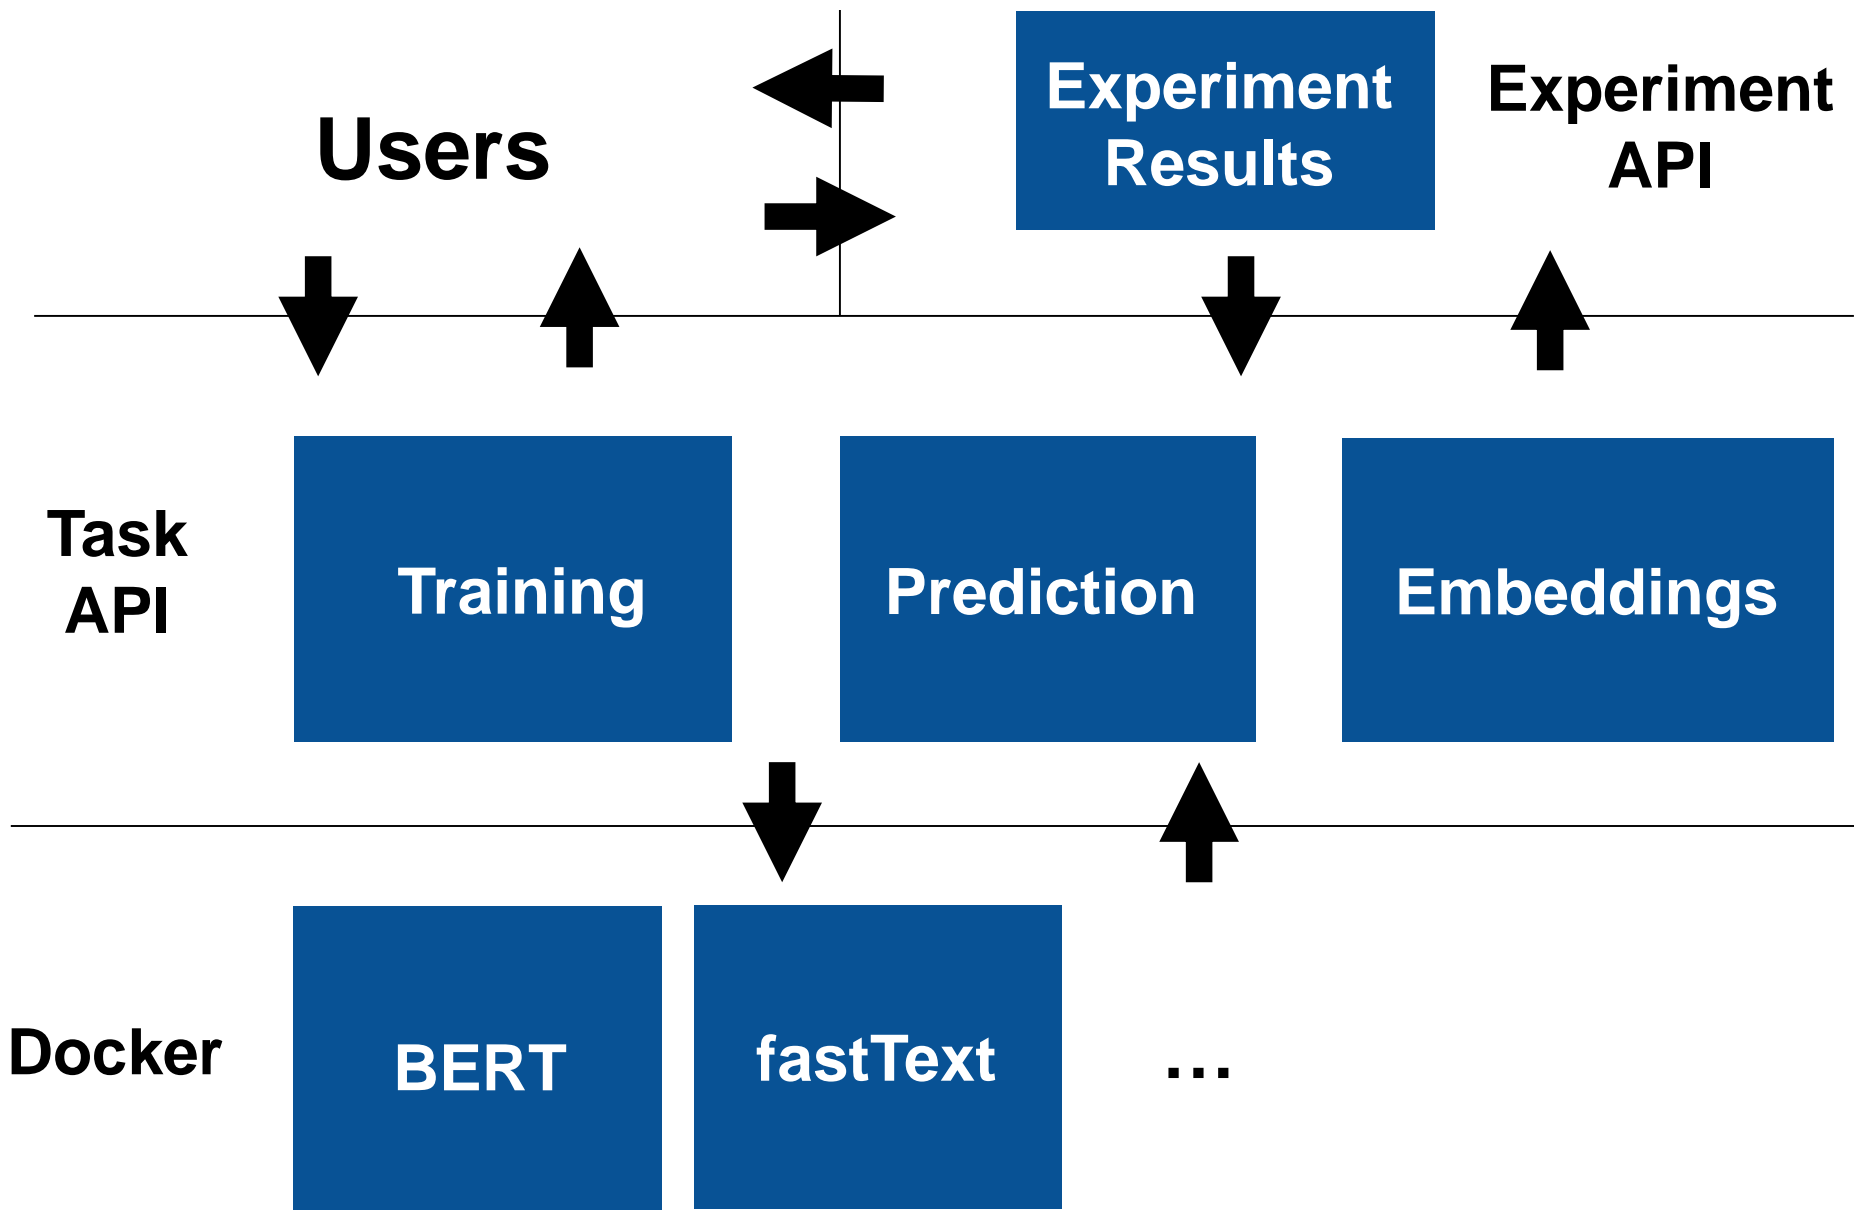 Users
Experiment
Results
Experiment
API
Task
API
Training
Prediction
Embeddings
Docker
BERT
fastText
...